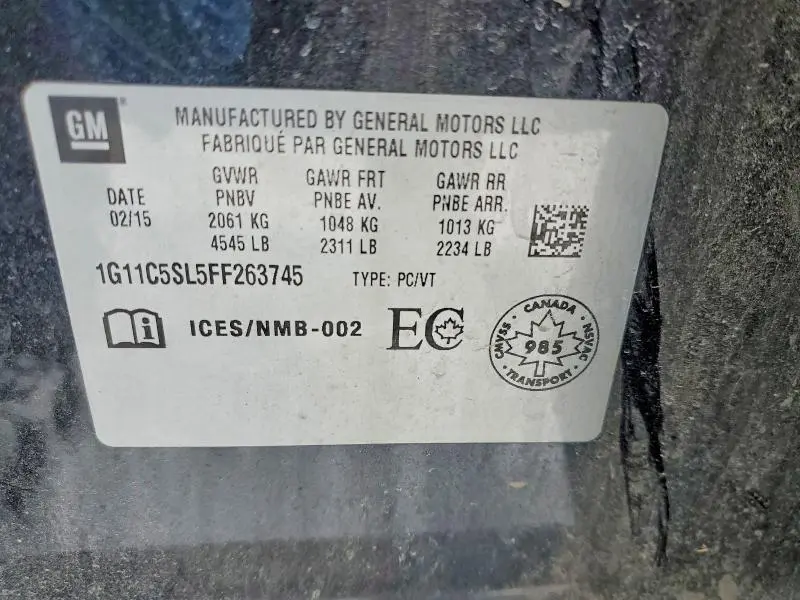 GM
MANUFACTURED BY GENERAL MOTORS LLC
FABRIQUÉ PAR GENERAL MOTORS LLC
DATE
02/15
GVWR
PNBV
2061 KG
4545 LB
GAWR FRT
PNBE AV.
1048 KG
2311 LB
GAWR RR
PNBE ARR.
1013 KG
2234 LB
1G11C5SL5FF263745 TYPE: PC/VT
i ICES/NMB-002 EC
CANADA
CMVSS 985 NSVAC
TRANSPORT